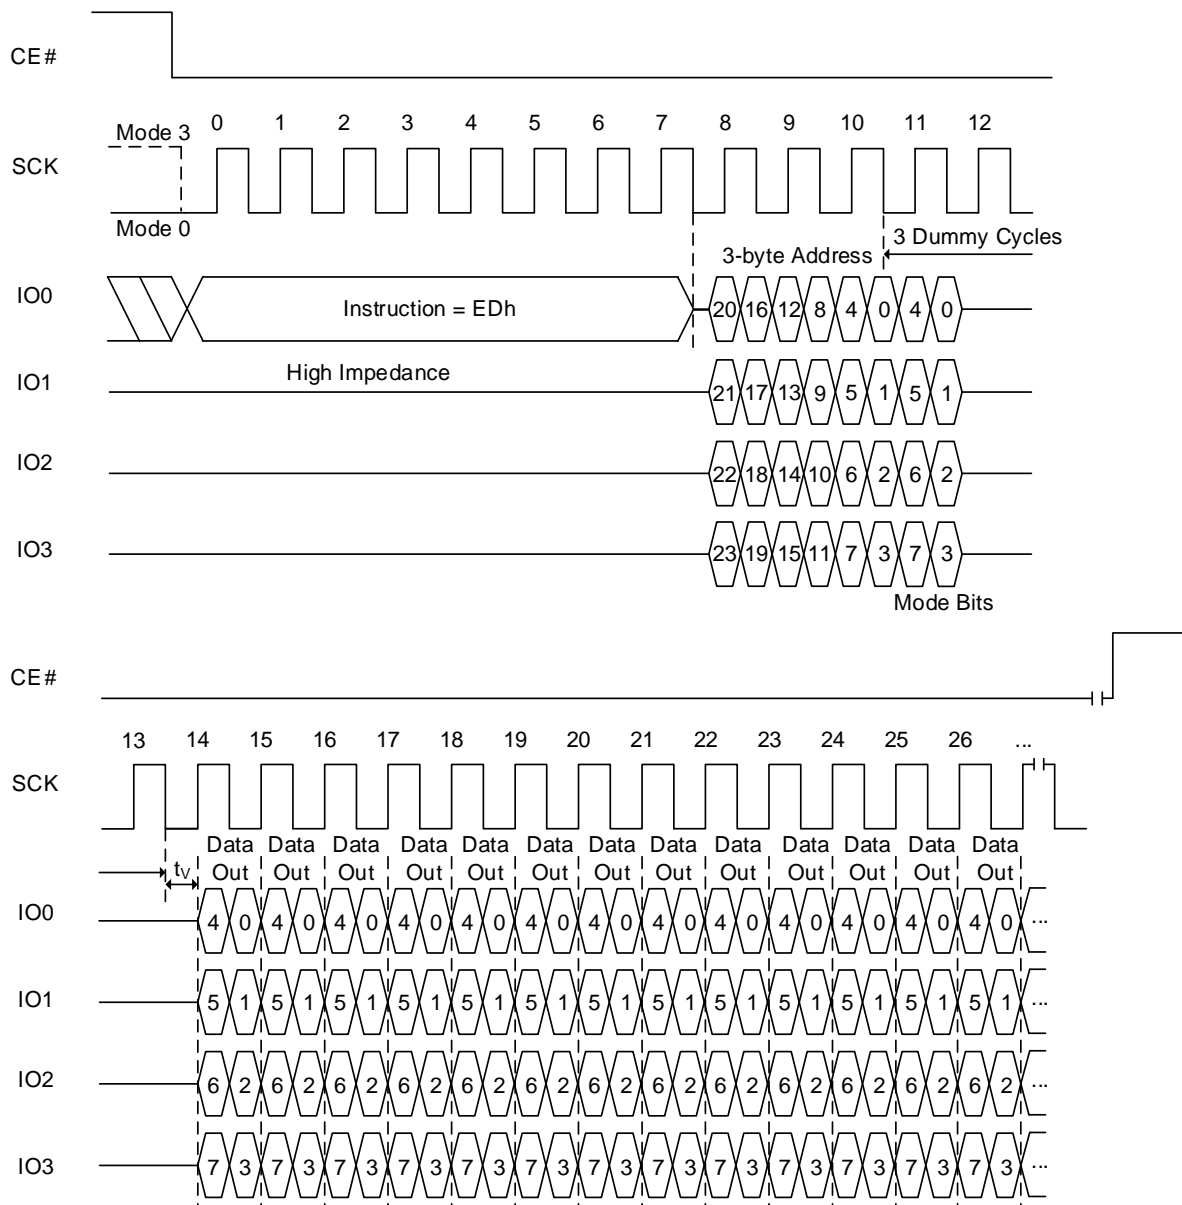 CE#
Mode 3 0 1 2 3 4 5 6 7 8 9 10 11 12
SCK
Mode 0
3-byte Address 3 Dummy Cycles
IO0 Instruction = EDh 20 16 12 8 4 0 4 0
High Impedance
IO1 21 17 13 9 5 1 5 1
IO2 22 18 14 10 6 2 6 2
IO3 23 19 15 11 7 3 7 3
Mode Bits
CE#
13 14 15 16 17 18 19 20 21 22 23 24 25 26 ...
SCK
Data Data Data Data Data Data Data Data Data Data Data Data Data
tV Out Out Out Out Out Out Out Out Out Out Out Out Out
IO0 4 0 4 0 4 0 4 0 4 0 4 0 4 0 4 0 4 0 4 0 4 0 4 0 4 0 ...
IO1 5 1 5 1 5 1 5 1 5 1 5 1 5 1 5 1 5 1 5 1 5 1 5 1 5 1 ...
IO2 6 2 6 2 6 2 6 2 6 2 6 2 6 2 6 2 6 2 6 2 6 2 6 2 6 2 ...
IO3 7 3 7 3 7 3 7 3 7 3 7 3 7 3 7 3 7 3 7 3 7 3 7 3 7 3 ...